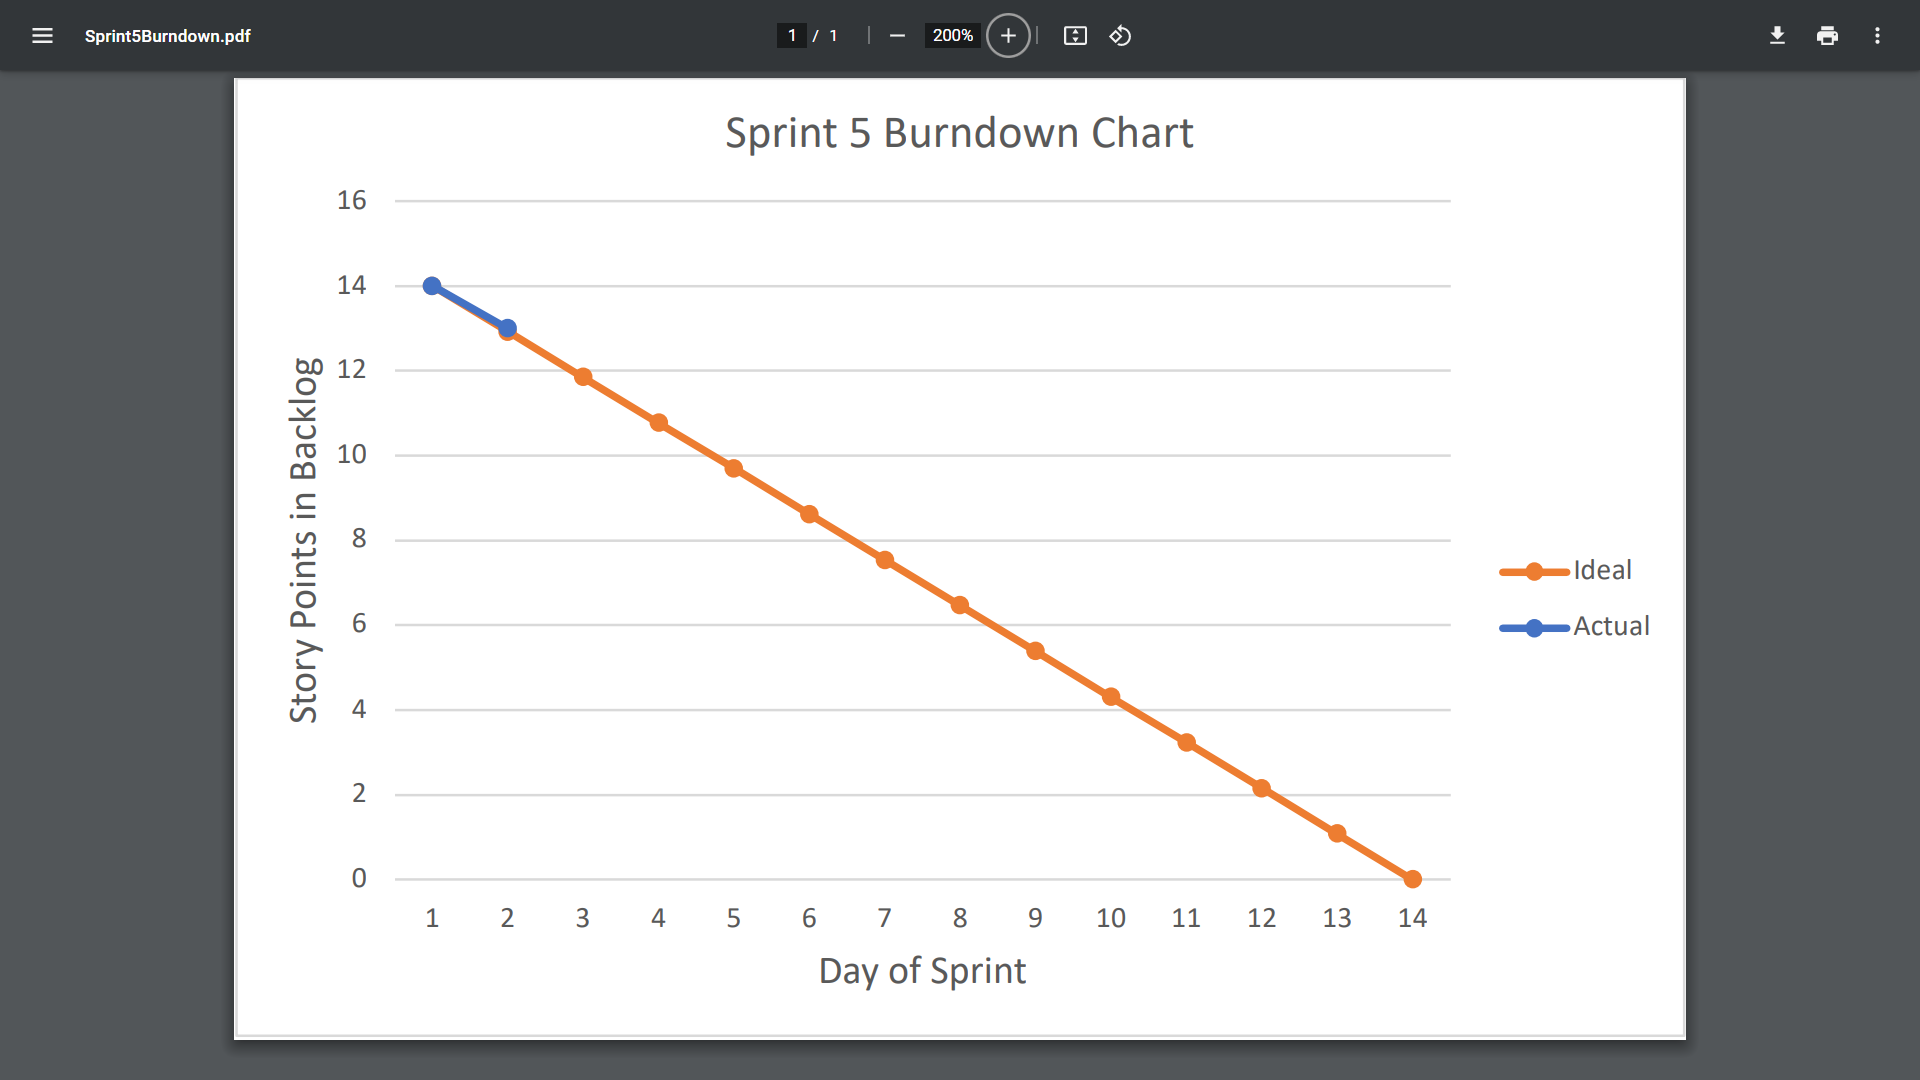 Sprint5Burndown.pdf
1 / 1
200%
Sprint 5 Burndown Chart
16
14
12
10
8
6
4
2
0
Story Points in Backlog
1 2 3 4 5 6 7 8 9 10 11 12 13 14
Day of Sprint
Ideal
Actual